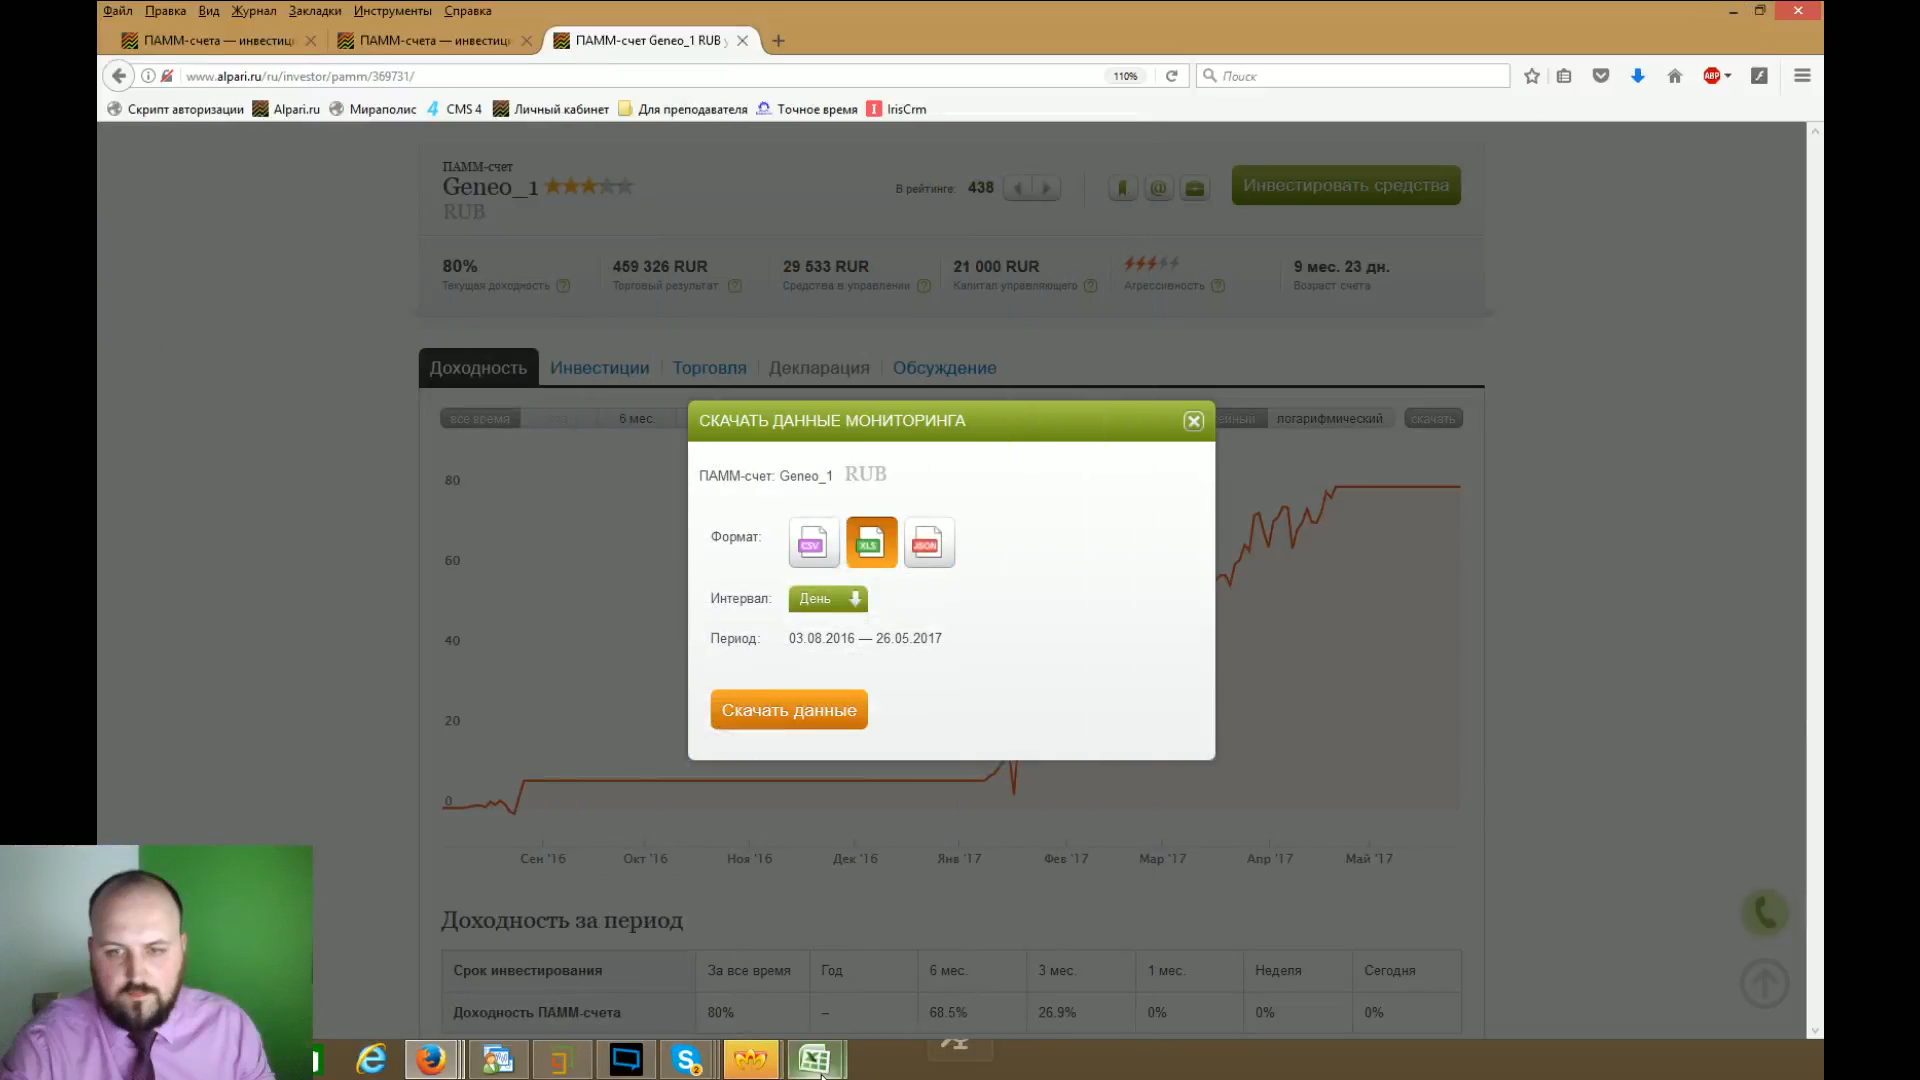 Файл Правка Вид Журнал Закладки Инструменты Справка
ПАММ-счета — инвестиц ПАММ-счета — инвестиц ПАММ-счет Geneo_1 RUB
www.alpari.ru/ru/investor/pamm/369731/ 110% Поиск ABP
Скрипт авторизации Alpari.ru Мираполис CMS 4 Личный кабинет Для преподавателя Точное время IrisCrm
ПАММ-счет
Geneo_1
RUB
В рейтинге: 438
Инвестировать средства
80% 459 326 RUR 29 533 RUR 21 000 RUR 9 мес. 23 дн.
Текущая доходность ? Торговый результат ? Средства в управлении ? Капитал управляющего ? Агрессивность ? Возраст счета
Доходность Инвестиции Торговля Декларация Обсуждение
все время 6 мес. логарифмический скачать
СКАЧАТЬ ДАННЫЕ МОНИТОРИНГА
ПАММ-счет: Geneo_1 RUB
Формат: CSV XLS JSON
Интервал: День
Период: 03.08.2016 — 26.05.2017
Скачать данные
80
60
40
20
0
Сен '16 Окт '16 Ноя '16 Дек '16 Янв '17 Фев '17 Мар '17 Апр '17 Май '17
Доходность за период
Срок инвестирования За все время Год 6 мес. 3 мес. 1 мес. Неделя Сегодня
Доходность ПАММ-счета 80% – 68.5% 26.9% 0% 0% 0%